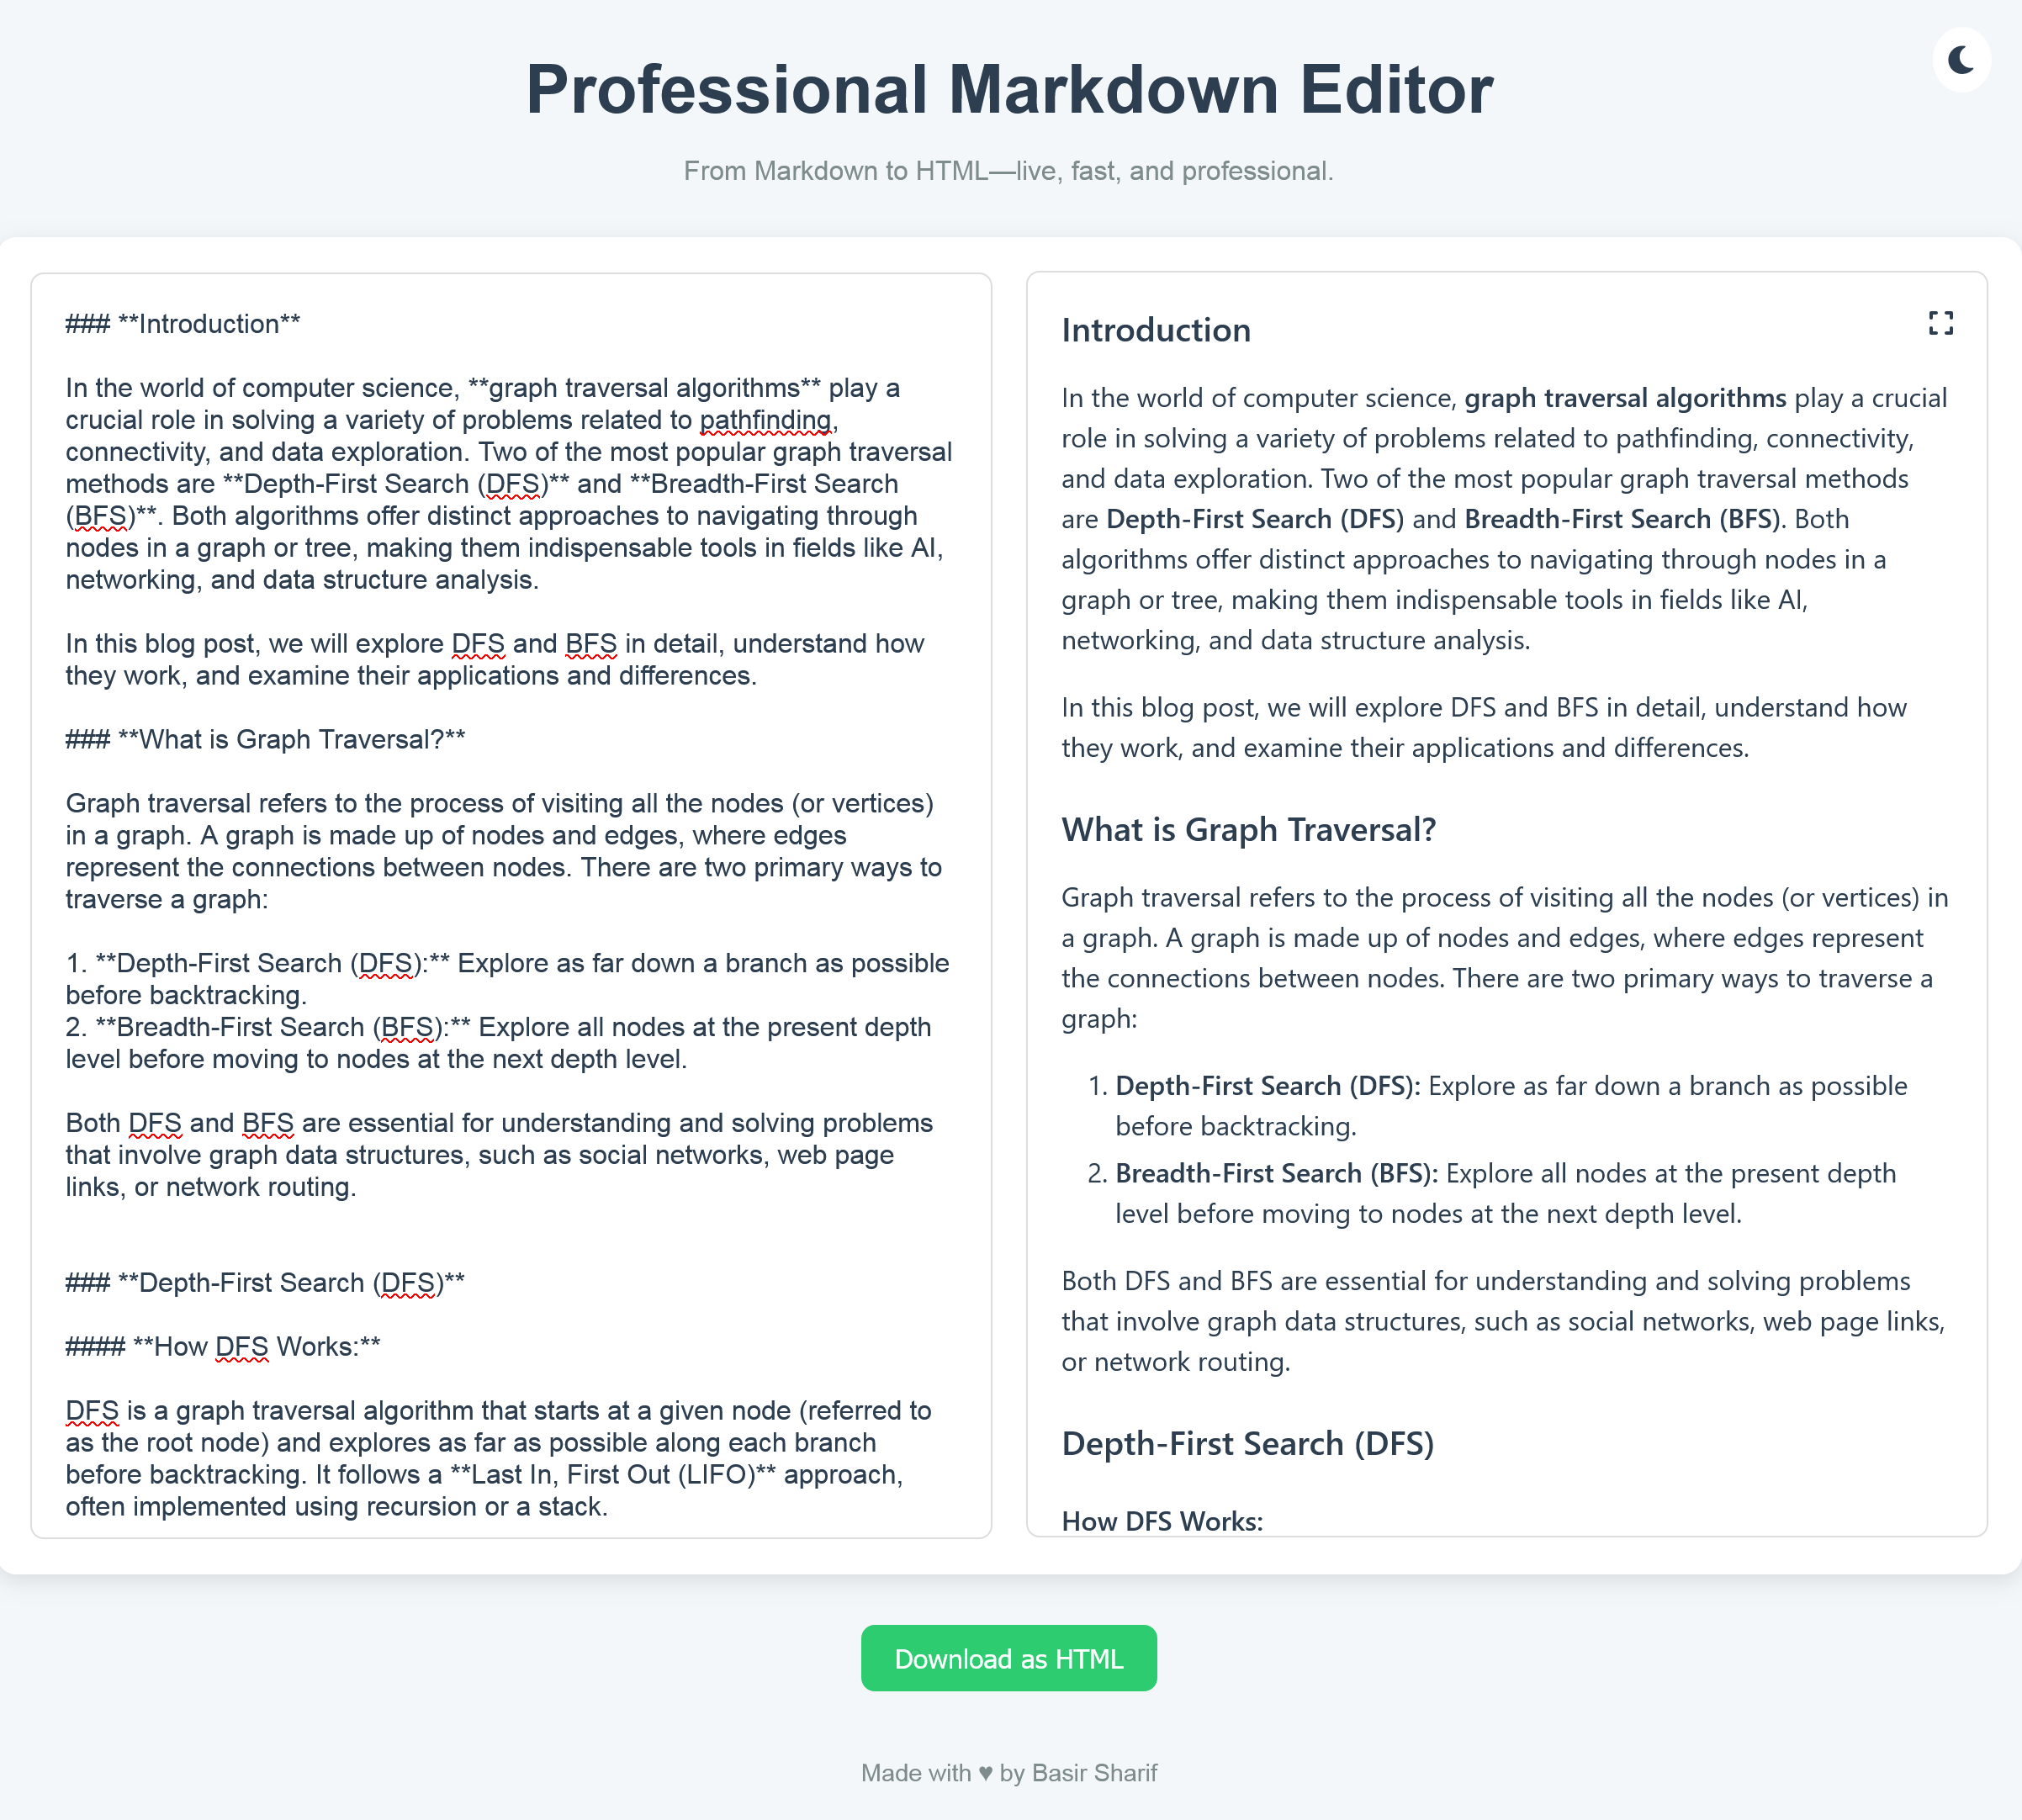 Professional Markdown Editor
From Markdown to HTML—live, fast, and professional.
### **Introduction**
In the world of computer science, **graph traversal algorithms** play a
crucial role in solving a variety of problems related to pathfinding,
connectivity, and data exploration. Two of the most popular graph traversal
methods are **Depth-First Search (DFS)** and **Breadth-First Search
(BFS)**. Both algorithms offer distinct approaches to navigating through
nodes in a graph or tree, making them indispensable tools in fields like AI,
networking, and data structure analysis.
In this blog post, we will explore DFS and BFS in detail, understand how
they work, and examine their applications and differences.
### **What is Graph Traversal?**
Graph traversal refers to the process of visiting all the nodes (or vertices)
in a graph. A graph is made up of nodes and edges, where edges
represent the connections between nodes. There are two primary ways to
traverse a graph:
1. **Depth-First Search (DFS):** Explore as far down a branch as possible
before backtracking.
2. **Breadth-First Search (BFS):** Explore all nodes at the present depth
level before moving to nodes at the next depth level.
Both DFS and BFS are essential for understanding and solving problems
that involve graph data structures, such as social networks, web page
links, or network routing.
### **Depth-First Search (DFS)**
#### **How DFS Works:**
DFS is a graph traversal algorithm that starts at a given node (referred to
as the root node) and explores as far as possible along each branch
before backtracking. It follows a **Last In, First Out (LIFO)** approach,
often implemented using recursion or a stack.
Introduction
In the world of computer science, graph traversal algorithms play a crucial
role in solving a variety of problems related to pathfinding, connectivity,
and data exploration. Two of the most popular graph traversal methods
are Depth-First Search (DFS) and Breadth-First Search (BFS). Both
algorithms offer distinct approaches to navigating through nodes in a
graph or tree, making them indispensable tools in fields like AI,
networking, and data structure analysis.
In this blog post, we will explore DFS and BFS in detail, understand how
they work, and examine their applications and differences.
What is Graph Traversal?
Graph traversal refers to the process of visiting all the nodes (or vertices) in
a graph. A graph is made up of nodes and edges, where edges represent
the connections between nodes. There are two primary ways to traverse a
graph:
1. Depth-First Search (DFS): Explore as far down a branch as possible
before backtracking.
2. Breadth-First Search (BFS): Explore all nodes at the present depth
level before moving to nodes at the next depth level.
Both DFS and BFS are essential for understanding and solving problems
that involve graph data structures, such as social networks, web page links,
or network routing.
Depth-First Search (DFS)
How DFS Works:
Download as HTML
Made with ♥ by Basir Sharif